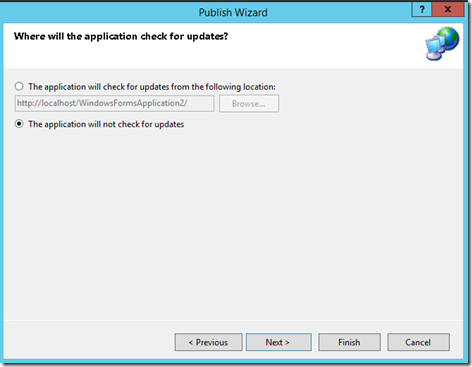 Publish Wizard
?
x
Where will the application check for updates?
The application will check for updates from the following location:
http://localhost/WindowsFormsApplication2/
Browse...
The application will not check for updates
< Previous
Next >
Finish
Cancel